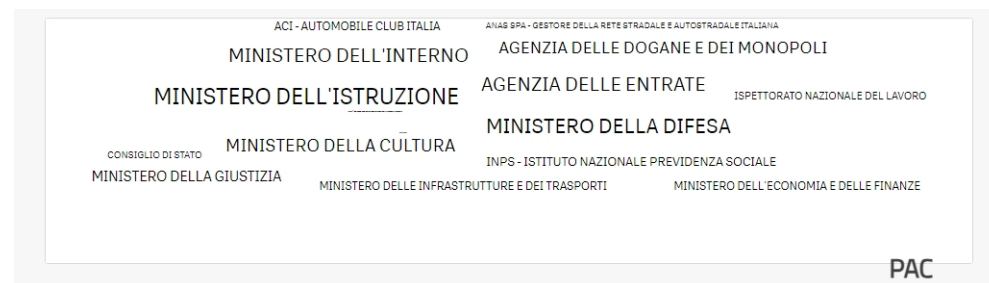 ACI - AUTOMOBILE CLUB ITALIA
ANAS SPA - GESTORE DELLA RETE STRADALE E AUTOSTRADALE ITALIANA
MINISTERO DELL'INTERNO
AGENZIA DELLE DOGANE E DEI MONOPOLI
MINISTERO DELL'ISTRUZIONE
AGENZIA DELLE ENTRATE
ISPETTORATO NAZIONALE DEL LAVORO
MINISTERO DELLA DIFESA
MINISTERO DELLA CULTURA
CONSIGLIO DI STATO
INPS - ISTITUTO NAZIONALE PREVIDENZA SOCIALE
MINISTERO DELLA GIUSTIZIA
MINISTERO DELLE INFRASTRUTTURE E DEI TRASPORTI
MINISTERO DELL'ECONOMIA E DELLE FINANZE
PAC